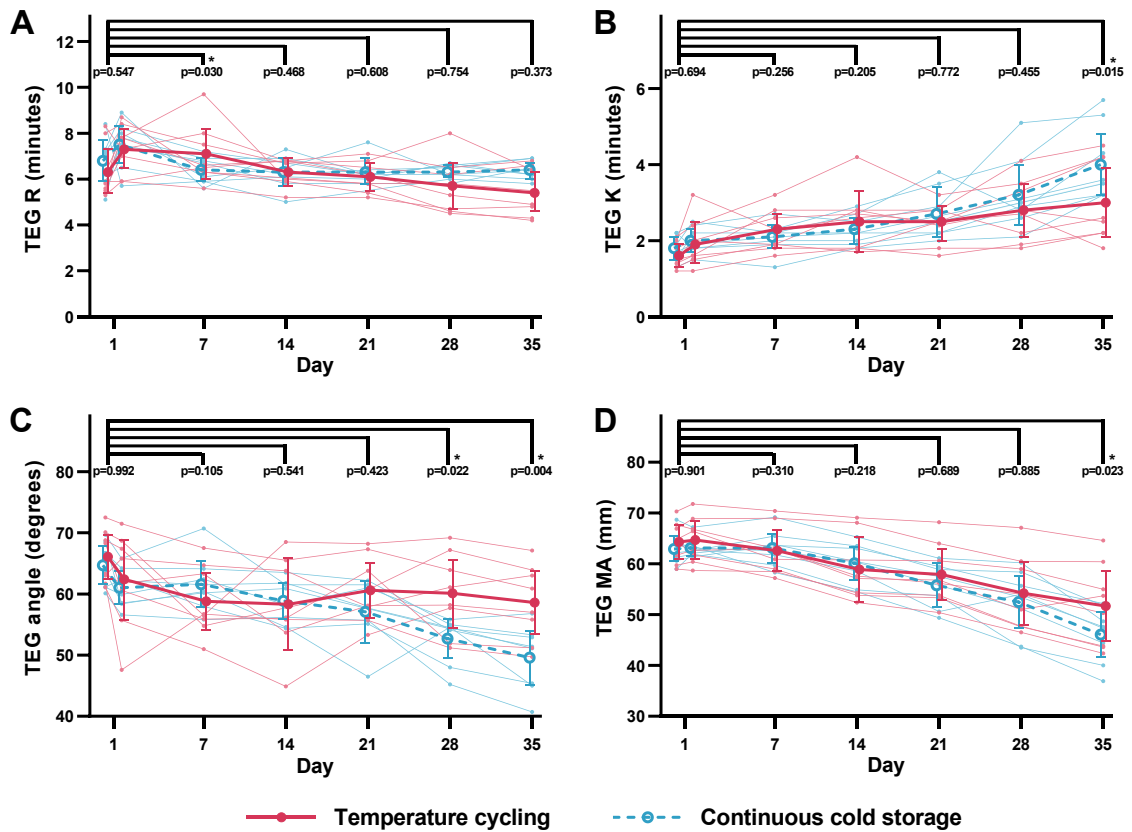 A
TEG R (minutes)
12
10
8
6
4
2
0
p=0.547 p=0.030 * p=0.468 p=0.608 p=0.754 p=0.373
1 7 14 21 28 35
Day
B
TEG K (minutes)
6
4
2
0
p=0.694 p=0.256 p=0.205 p=0.772 p=0.455 p=0.015 *
1 7 14 21 28 35
Day
C
TEG angle (degrees)
80
70
60
50
40
p=0.992 p=0.105 p=0.541 p=0.423 p=0.022 * p=0.004 *
1 7 14 21 28 35
Day
D
TEG MA (mm)
80
70
60
50
40
30
p=0.901 p=0.310 p=0.218 p=0.689 p=0.885 p=0.023 *
1 7 14 21 28 35
Day
Temperature cycling Continuous cold storage